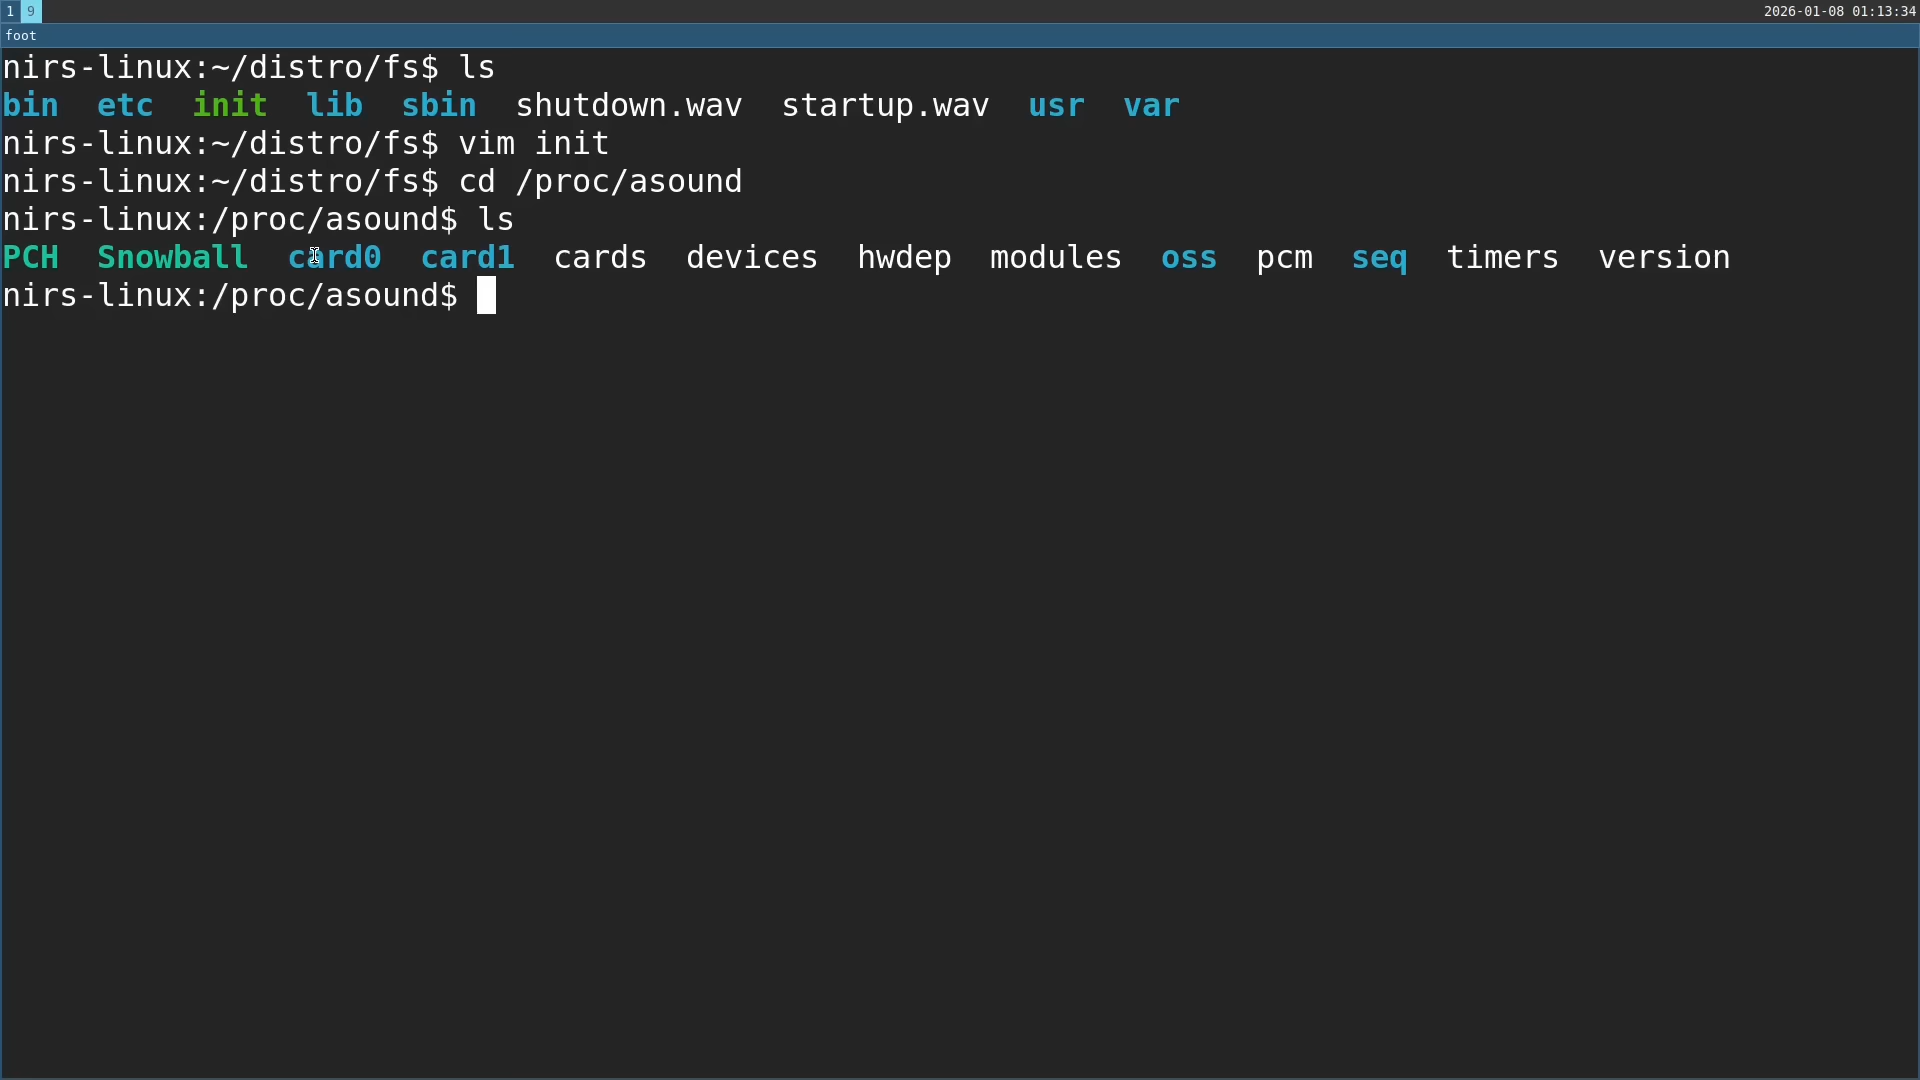 1 9 2026-01-08 01:13:34
foot
nirs-linux:~/distro/fs$ ls
bin etc init lib sbin shutdown.wav startup.wav usr var
nirs-linux:~/distro/fs$ vim init
nirs-linux:~/distro/fs$ cd /proc/asound
nirs-linux:/proc/asound$ ls
PCH Snowball card0 card1 cards devices hwdep modules oss pcm seq timers version
nirs-linux:/proc/asound$